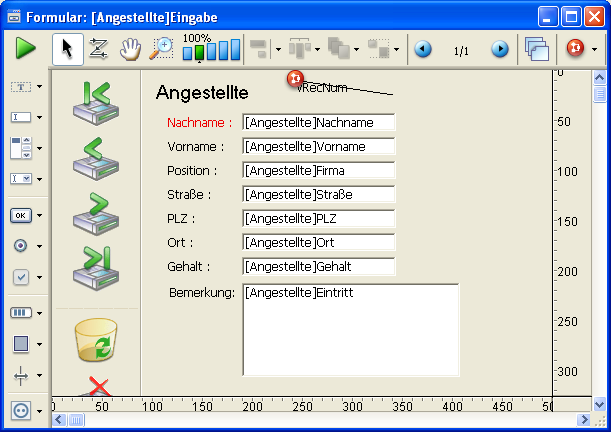 Formular: [Angestellte]Eingabe
100%
1/1
OK
Angestellte
vRecNum
Nachname : [Angestellte]Nachname
Vorname : [Angestellte]Vorname
Position : [Angestellte]Firma
Straße : [Angestellte]Straße
PLZ : [Angestellte]PLZ
Ort : [Angestellte]Ort
Gehalt : [Angestellte]Gehalt
Bemerkung: [Angestellte]Eintritt
0
50
100
150
200
250
300
0 50 100 150 200 250 300 350 400 450 50